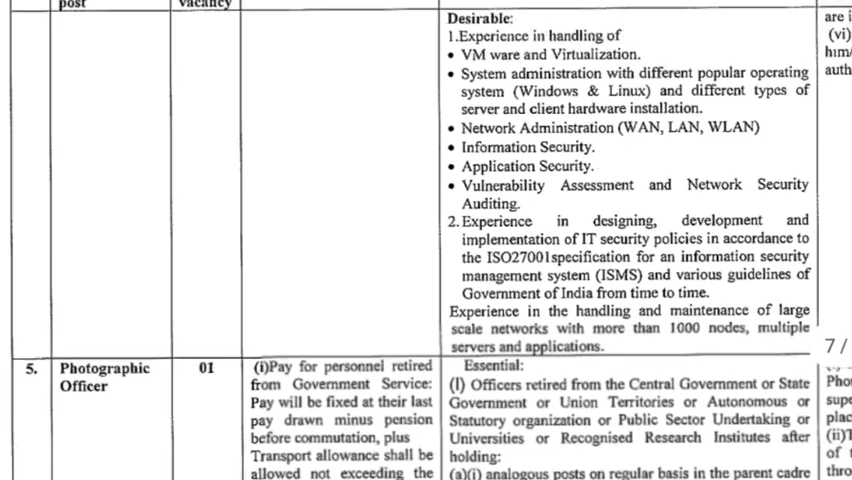 post
vacancy
Desirable:
1.Experience in handling of
• VM ware and Virtualization.
• System administration with different popular operating
system (Windows & Linux) and different types of
server and client hardware installation.
• Network Administration (WAN, LAN, WLAN)
• Information Security.
• Application Security.
• Vulnerability Assessment and Network Security
Auditing.
2. Experience in designing, development and
implementation of IT security policies in accordance to
the ISO27001specification for an information security
management system (ISMS) and various guidelines of
Government of India from time to time.
Experience in the handling and maintenance of large
scale networks with more than 1000 nodes, multiple
servers and applications.
are i
(vi)
him/
auth
7 /
5.
Photographic
Officer
01
(i)Pay for personnel retired
from Government Service:
Pay will be fixed at their last
pay drawn minus pension
before commutation, plus
Transport allowance shall be
allowed not exceeding the
Essential:
(I) Officers retired from the Central Government or State
Government or Union Territories or Autonomous or
Statutory organization or Public Sector Undertaking or
Universities or Recognised Research Institutes after
holding:
(a)(i) analogous posts on regular basis in the parent cadre
Pho
supe
plac
(ii)T
of t
thro